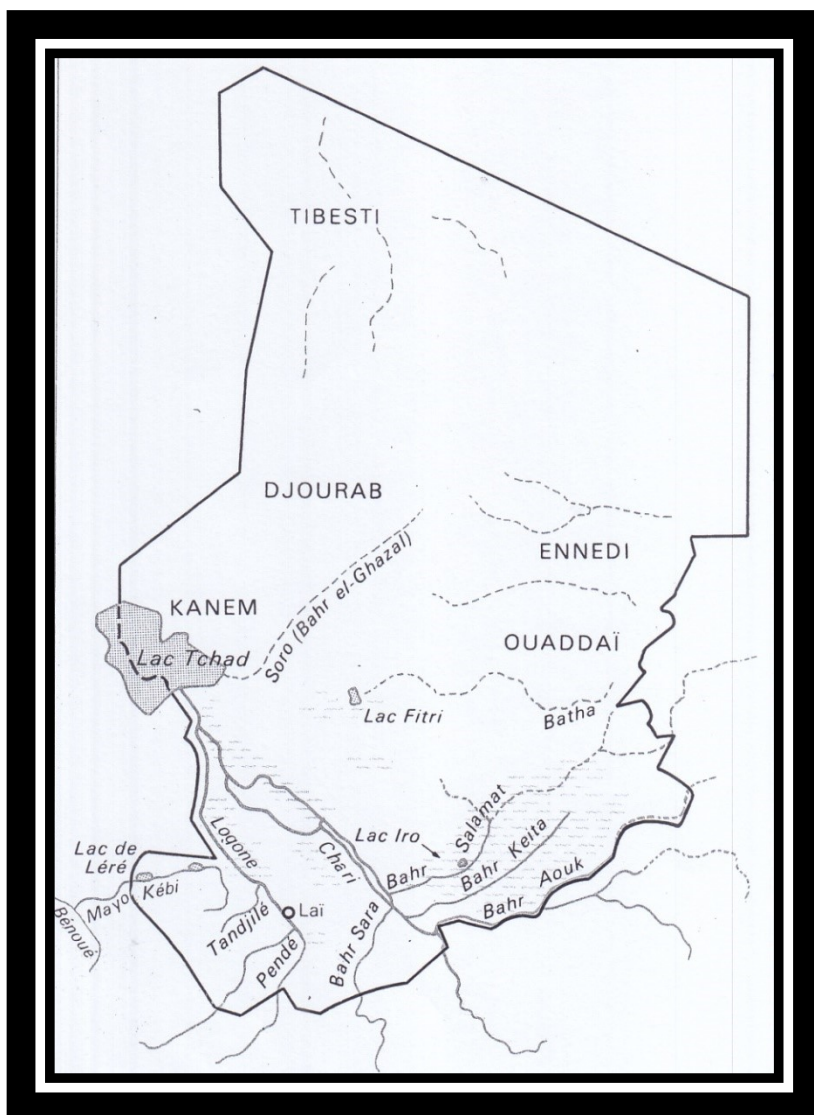 TIBESTI
DJOURAB
ENNEDI
KANEM
Soro (Bahr el-Ghazal)
OUADDAÏ
Lac Tchad
Lac Fitri
Batha
Logone
Chari
Lac Iro
Bahr Salamat
Bahr Keita
Bahr Aouk
Lac de
Léré
Mayo Kébi
Bénoué
Tandjilé
Laï
Pendé
Bahr Sara